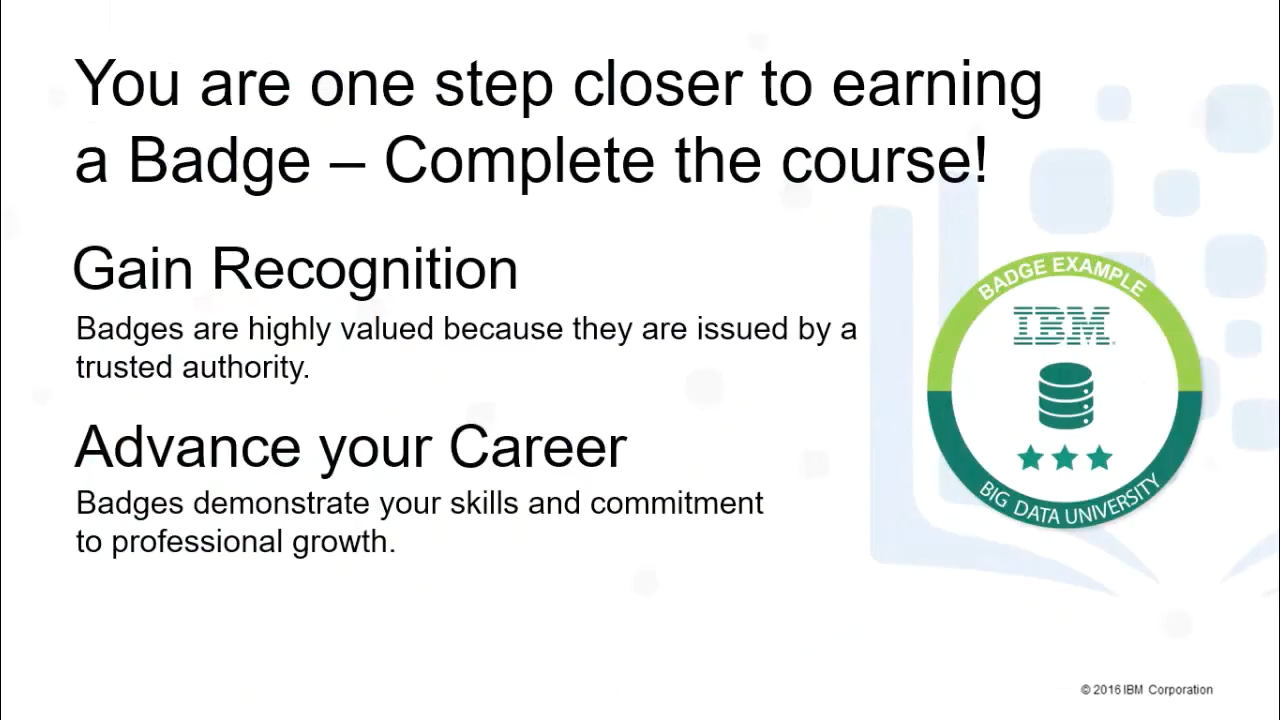 You are one step closer to earning
a Badge – Complete the course!
Gain Recognition
Badges are highly valued because they are issued by a
trusted authority.
Advance your Career
Badges demonstrate your skills and commitment
to professional growth.
BADGE EXAMPLE
IBM
BIG DATA UNIVERSITY
© 2016 IBM Corporation